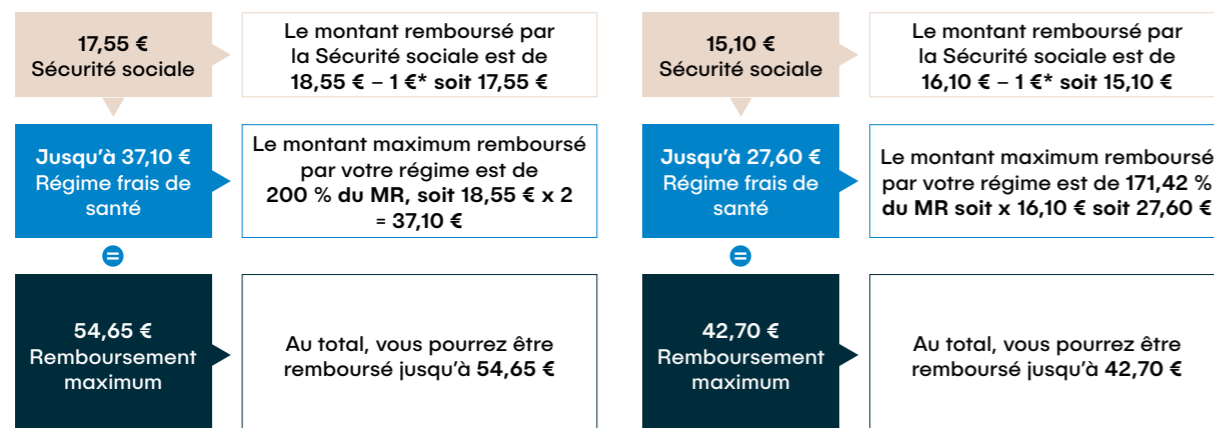 17,55 €
Sécurité sociale
Le montant remboursé par
la Sécurité sociale est de
18,55 € – 1 €* soit 17,55 €
Jusqu'à 37,10 €
Régime frais de
santé
Le montant maximum remboursé
par votre régime est de
200 % du MR, soit 18,55 € x 2
= 37,10 €
=
54,65 €
Remboursement
maximum
Au total, vous pourrez être
remboursé jusqu'à 54,65 €
15,10 €
Sécurité sociale
Le montant remboursé par
la Sécurité sociale est de
16,10 € – 1 €* soit 15,10 €
Jusqu'à 27,60 €
Régime frais de
santé
Le montant maximum remboursé
par votre régime est de 171,42 %
du MR soit x 16,10 € soit 27,60 €
=
42,70 €
Remboursement
maximum
Au total, vous pourrez être
remboursé jusqu'à 42,70 €